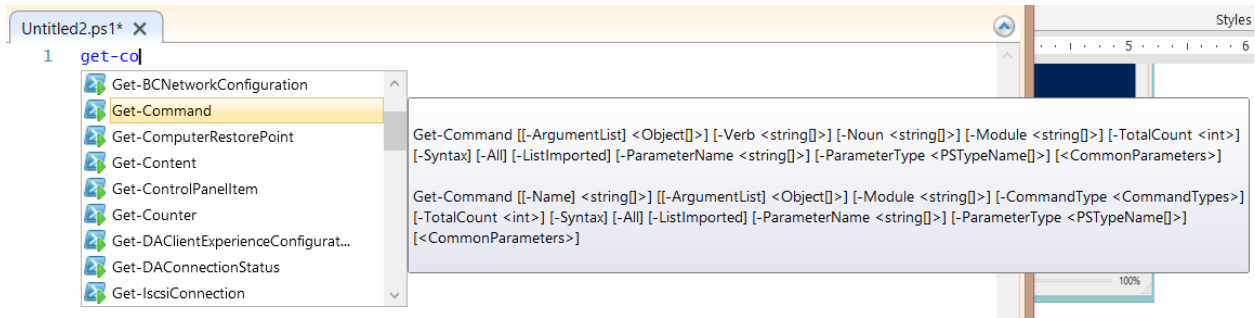 Untitled2.ps1*
Styles
5 6
1 get-co
Get-BCNetworkConfiguration
Get-Command
Get-ComputerRestorePoint
Get-Content
Get-ControlPanelItem
Get-Counter
Get-DAClientExperienceConfigurat...
Get-DAConnectionStatus
Get-IscsiConnection
Get-Command [[-ArgumentList] <Object[]>] [-Verb <string[]>] [-Noun <string[]>] [-Module <string[]>] [-TotalCount <int>]
[-Syntax] [-All] [-ListImported] [-ParameterName <string[]>] [-ParameterType <PSTypeName[]>] [<CommonParameters>]
Get-Command [[-Name] <string[]>] [[-ArgumentList] <Object[]>] [-Module <string[]>] [-CommandType <CommandTypes>]
[-TotalCount <int>] [-Syntax] [-All] [-ListImported] [-ParameterName <string[]>] [-ParameterType <PSTypeName[]>]
[<CommonParameters>]
100%